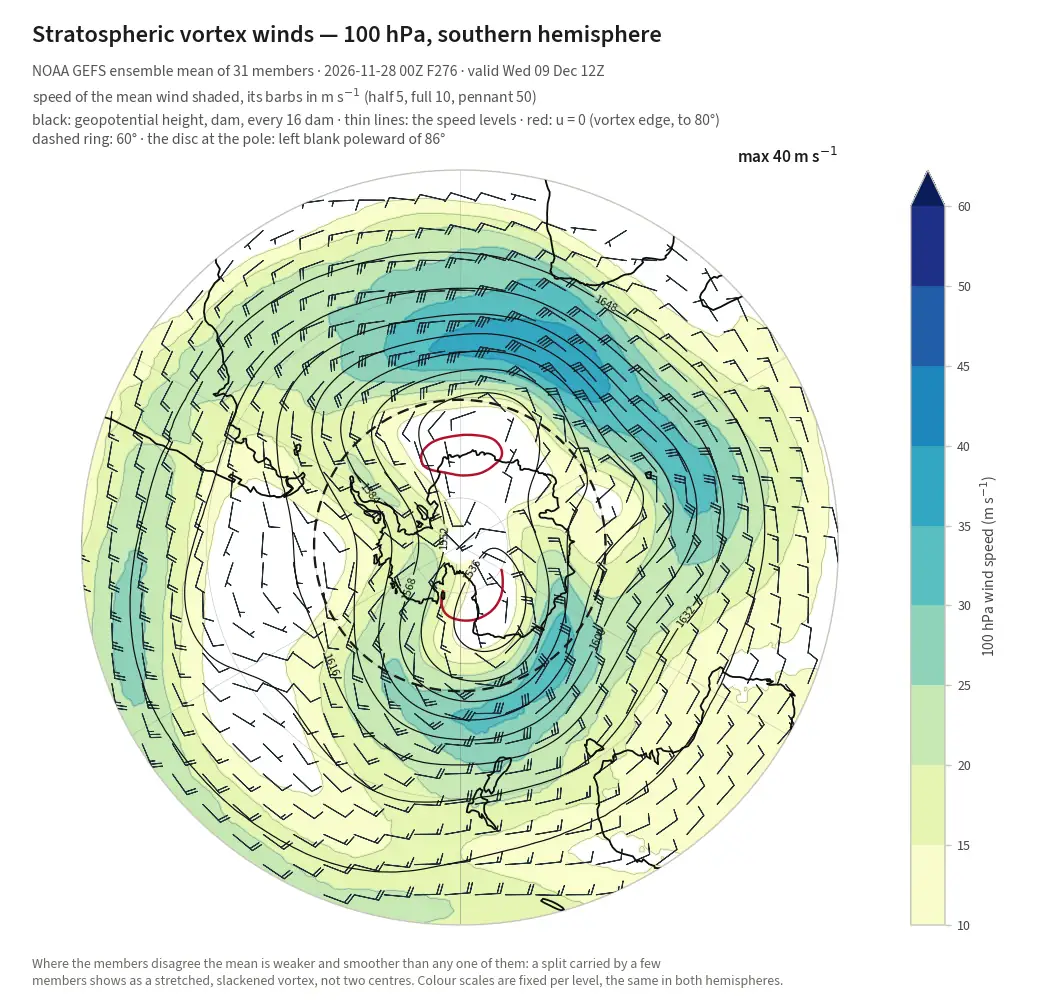 Stratospheric vortex winds — 100 hPa, southern hemisphere
NOAA GEFS ensemble mean of 31 members · 2026-11-28 00Z F276 · valid Wed 09 Dec 12Z
speed of the mean wind shaded, its barbs in m s⁻¹ (half 5, full 10, pennant 50)
black: geopotential height, dam, every 16 dam · thin lines: the speed levels · red: u = 0 (vortex edge, to 80°)
dashed ring: 60° · the disc at the pole: left blank poleward of 86°
max 40 m s⁻¹
60
50
45
40
35
30
25
20
15
10
100 hPa wind speed (m s⁻¹)
1648
1552
1536
1568
1600
1632
1616
Where the members disagree the mean is weaker and smoother than any one of them: a split carried by a few
members shows as a stretched, slackened vortex, not two centres. Colour scales are fixed per level, the same in both hemispheres.